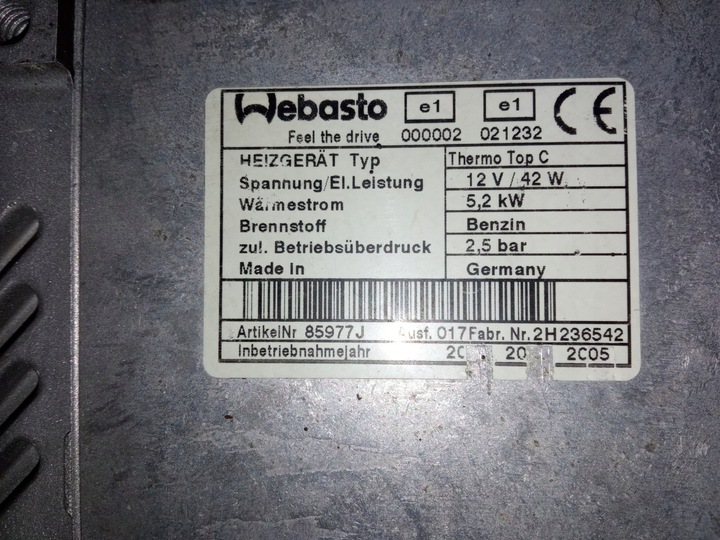 Webasto e1 e1 CE
Feel the drive 000002 021232
HEIZGERÄT Typ Thermo Top C
Spannung/El.Leistung 12 V / 42 W
Wärmestrom 5,2 kW
Brennstoff Benzin
zul. Betriebsüberdruck 2,5 bar
Made in Germany
ArtikelNr 85977J Ausf. 017 Fabr. Nr. 2H236542
Inbetriebnahmejahr 2005